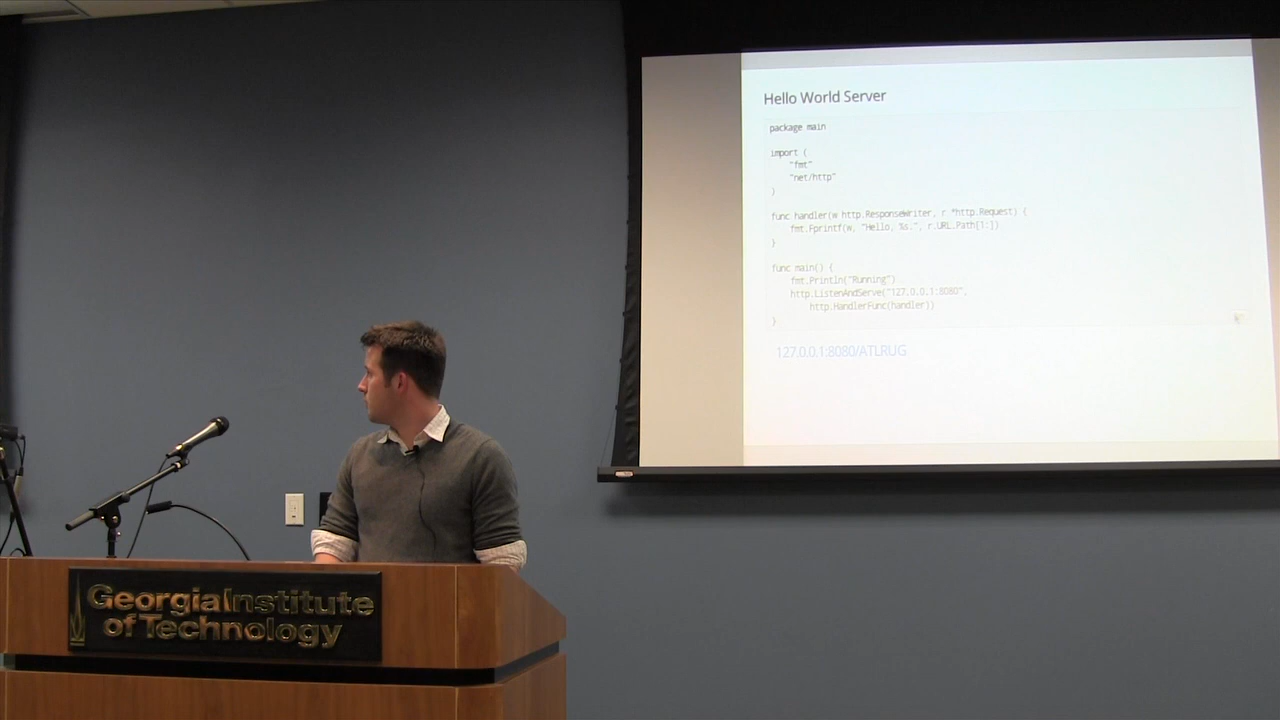 Hello World Server
package main
import (
"fmt"
"net/http"
)
func handler(w http.ResponseWriter, r *http.Request) {
fmt.Fprintf(w, "Hello, %s.", r.URL.Path[1:])
}
func main() {
fmt.Println("Running")
http.ListenAndServe("127.0.0.1:8080",
http.HandlerFunc(handler))
}
127.0.0.1:8080/ATLRUG
Georgia Institute
of Technology